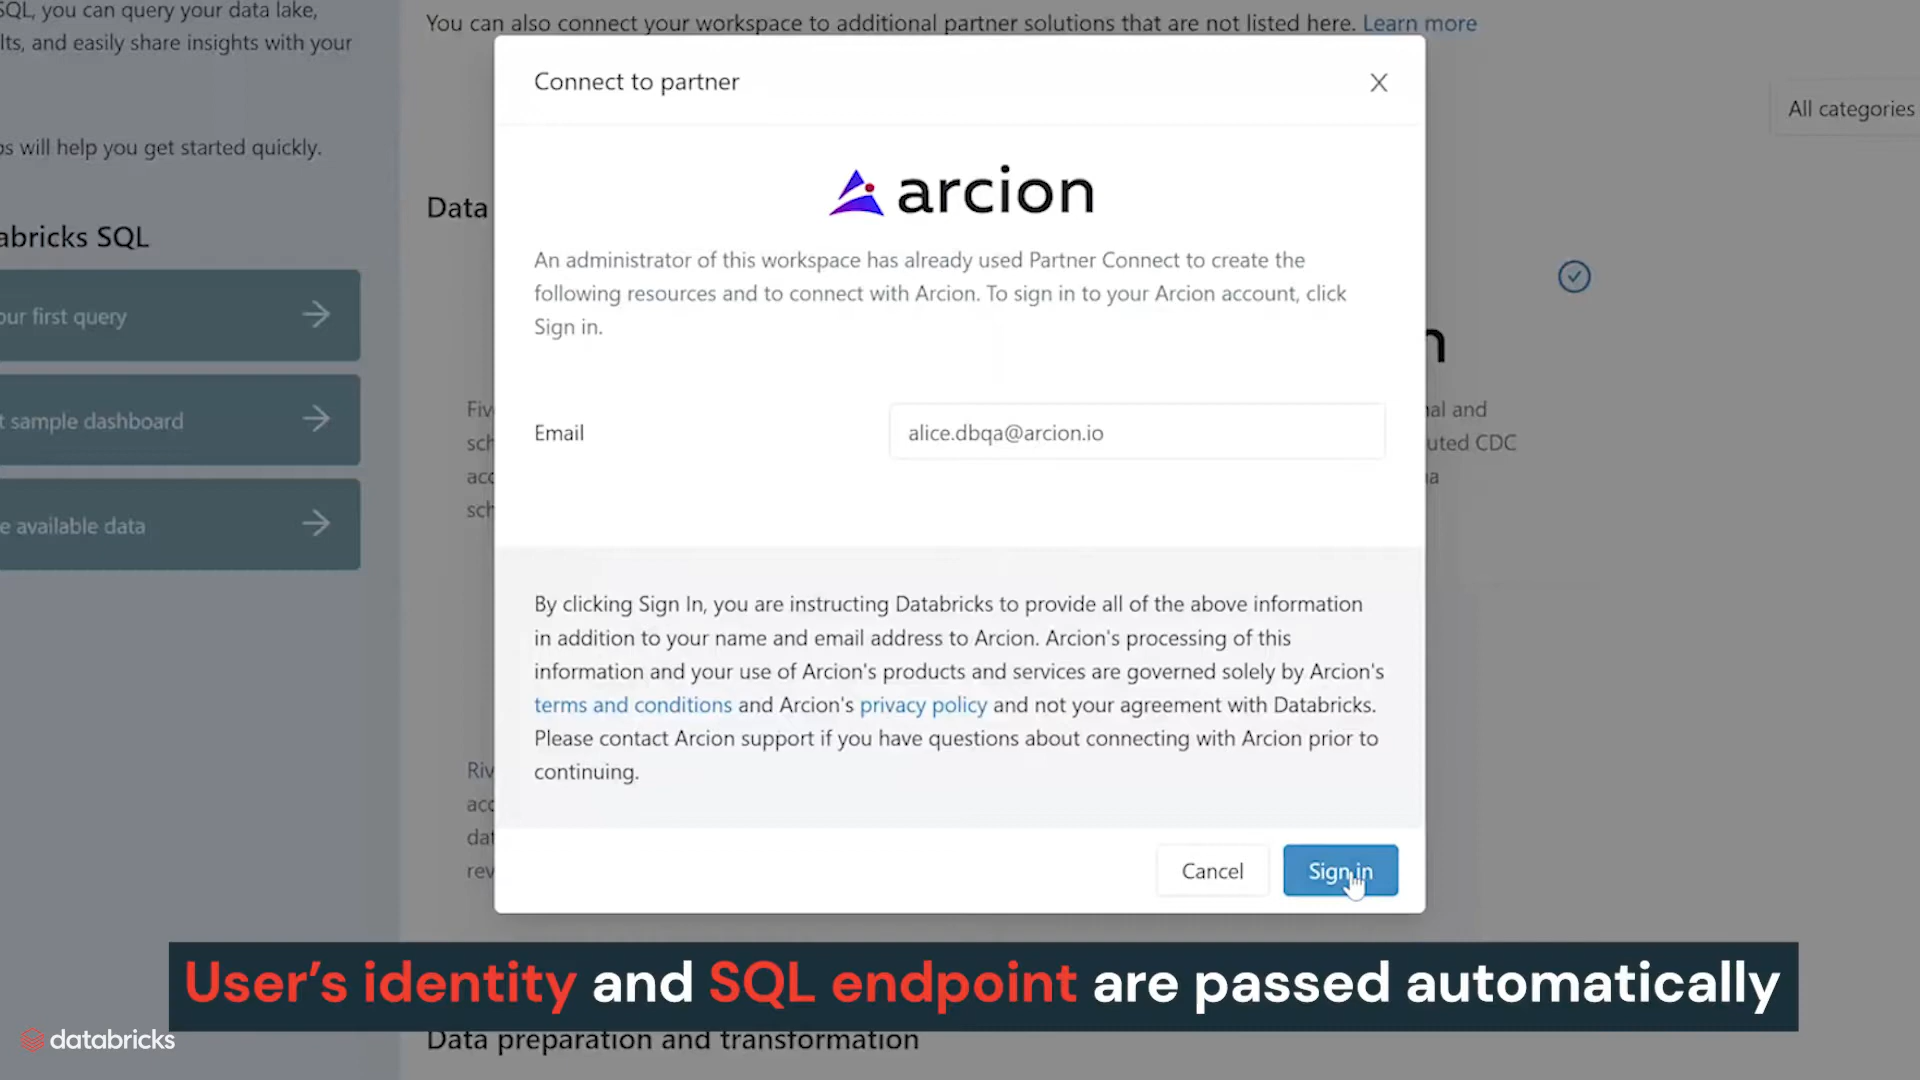 SQL, you can query your data lake,
lts, and easily share insights with your
You can also connect your workspace to additional partner solutions that are not listed here. Learn more
ps will help you get started quickly.
abricks SQL
our first query
t sample dashboard
e available data
Data
All categories
Connect to partner
arcion
An administrator of this workspace has already used Partner Connect to create the
following resources and to connect with Arcion. To sign in to your Arcion account, click
Sign in.
Email
alice.dbqa@arcion.io
Fiv
sch
acc
sch
n
al and
uted CDC
a
By clicking Sign In, you are instructing Databricks to provide all of the above information
in addition to your name and email address to Arcion. Arcion's processing of this
information and your use of Arcion's products and services are governed solely by Arcion's
terms and conditions and Arcion's privacy policy and not your agreement with Databricks.
Please contact Arcion support if you have questions about connecting with Arcion prior to
continuing.
Riv
acc
dat
rev
Cancel
Sign in
User's identity and SQL endpoint are passed automatically
databricks
Data preparation and transformation